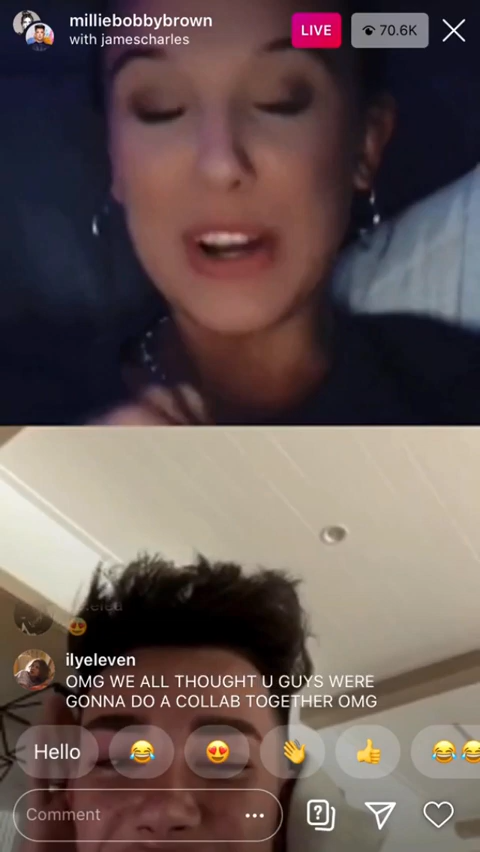 milliebobbybrown
with jamescharles
LIVE
70.6K
ilyeleven
OMG WE ALL THOUGHT U GUYS WERE
GONNA DO A COLLAB TOGETHER OMG
Hello
Comment